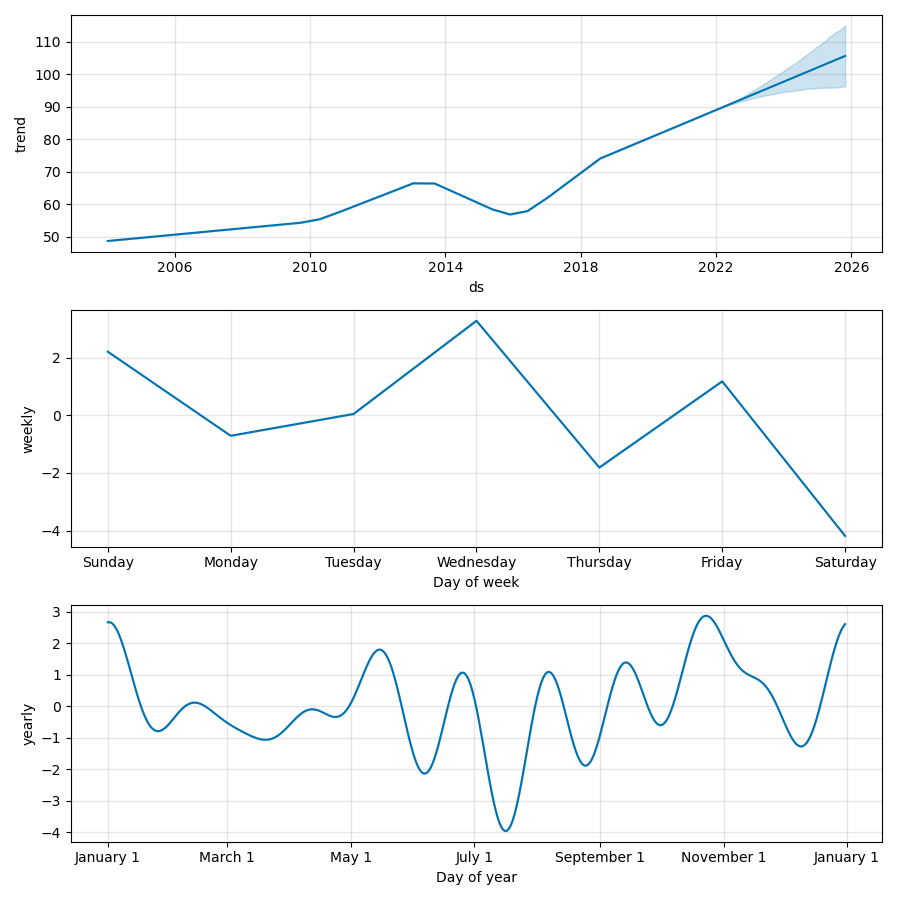 110
100
90
80
70
60
50
trend
2006 2010 2014 2018 2022 2026
ds
2
0
−2
−4
weekly
Sunday Monday Tuesday Wednesday Thursday Friday Saturday
Day of week
3
2
1
0
−1
−2
−3
−4
yearly
January 1 March 1 May 1 July 1 September 1 November 1 January 1
Day of year